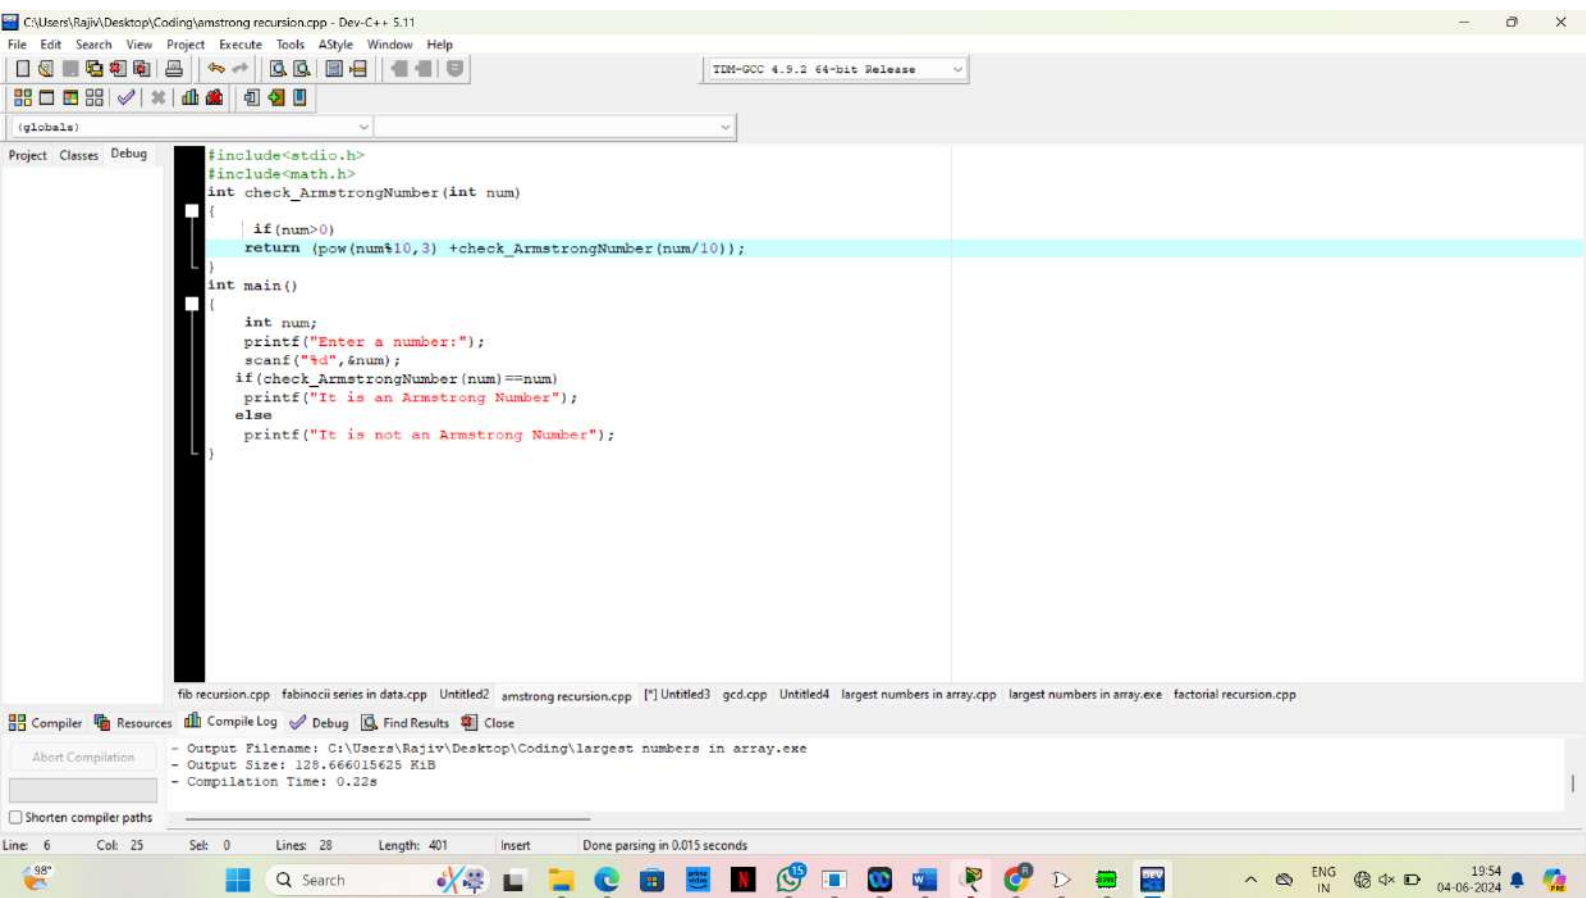 C:\Users\Rajiv\Desktop\Coding\amstrong recursion.cpp - Dev-C++ 5.11
File Edit Search View Project Execute Tools AStyle Window Help
TDM-GCC 4.9.2 64-bit Release
(globals)
Project Classes Debug
#include<stdio.h>
#include<math.h>
int check_ArmstrongNumber(int num)
{
if(num>0)
return (pow(num%10,3) +check_ArmstrongNumber(num/10));
}
int main()
{
int num;
printf("Enter a number:");
scanf("%d",&num);
if(check_ArmstrongNumber(num)==num)
printf("It is an Armstrong Number");
else
printf("It is not an Armstrong Number");
}
fib recursion.cpp fabinocii series in data.cpp Untitled2 amstrong recursion.cpp [*] Untitled3 gcd.cpp Untitled4 largest numbers in array.cpp largest numbers in array.exe factorial recursion.cpp
Compiler Resources Compile Log Debug Find Results Close
Abort Compilation
- Output Filename: C:\Users\Rajiv\Desktop\Coding\largest numbers in array.exe
- Output Size: 128.666015625 KiB
- Compilation Time: 0.22s
Shorten compiler paths
Line: 6 Col: 25 Sel: 0 Lines: 28 Length: 401 Insert Done parsing in 0.015 seconds
98°
Search
prime video
N
15
W
R
DEV
ENG
IN
19:54
04-06-2024
PRE